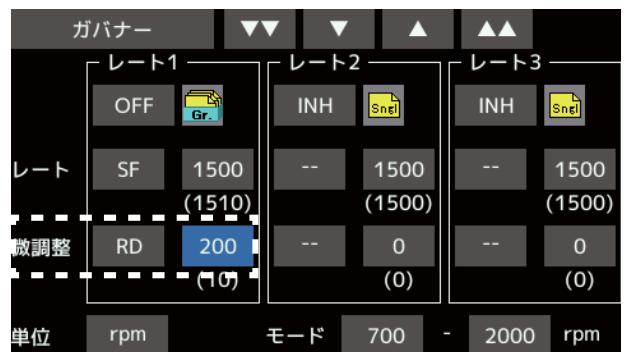 ガバナー ▼▼ ▼ ▲ ▲▲
レート1 レート2 レート3
OFF Gr. INH Sngl INH Sngl
レート SF 1500 -- 1500 -- 1500
(1510) (1500) (1500)
微調整 RD 200 -- 0 -- 0
(10) (0) (0)
単位 rpm モード 700 - 2000 rpm